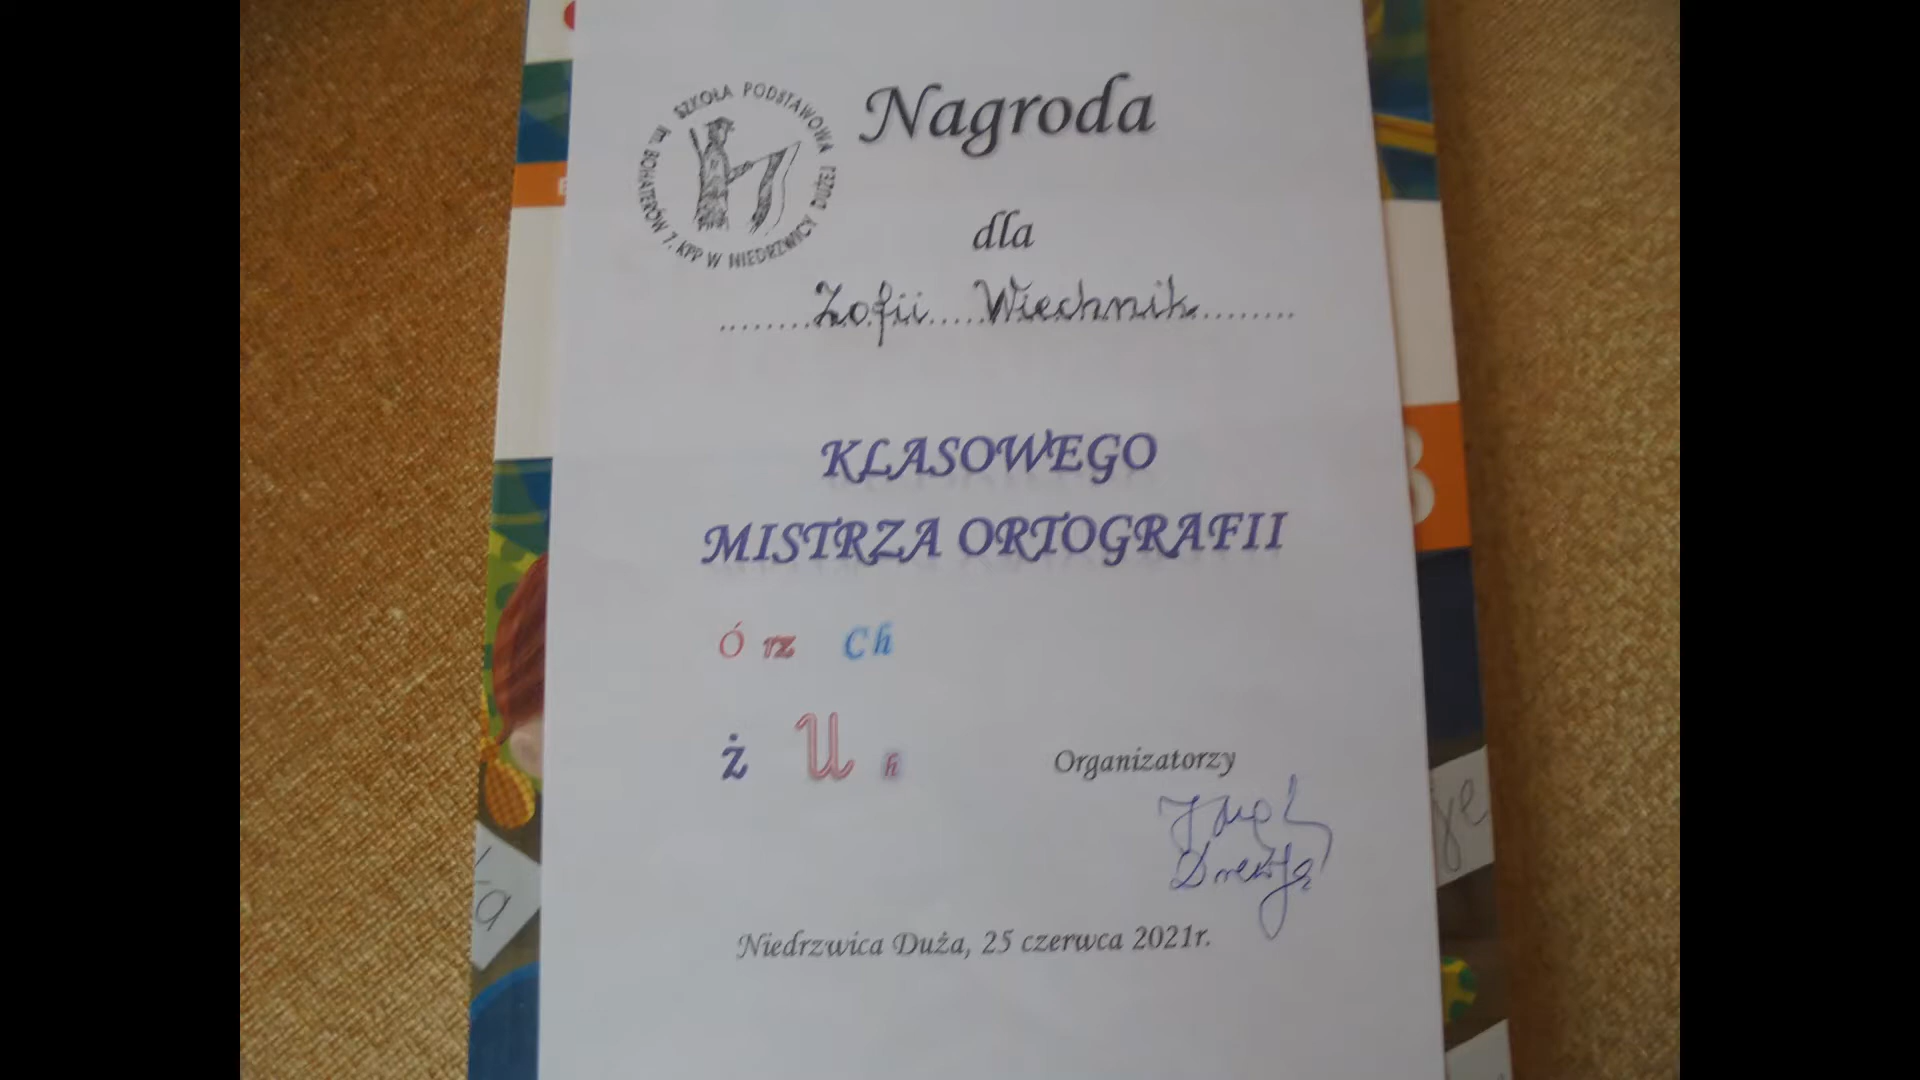 SZKOŁA PODSTAWOWA
im. BOHATERÓW 7. KPP W NIEDRZWICY DUŻEJ
Nagroda
dla
Zofii Wiechnik
KLASOWEGO
MISTRZA ORTOGRAFII
Ó rz Ch
ż U h
Organizatorzy
Niedrzwica Duża, 25 czerwca 2021r.